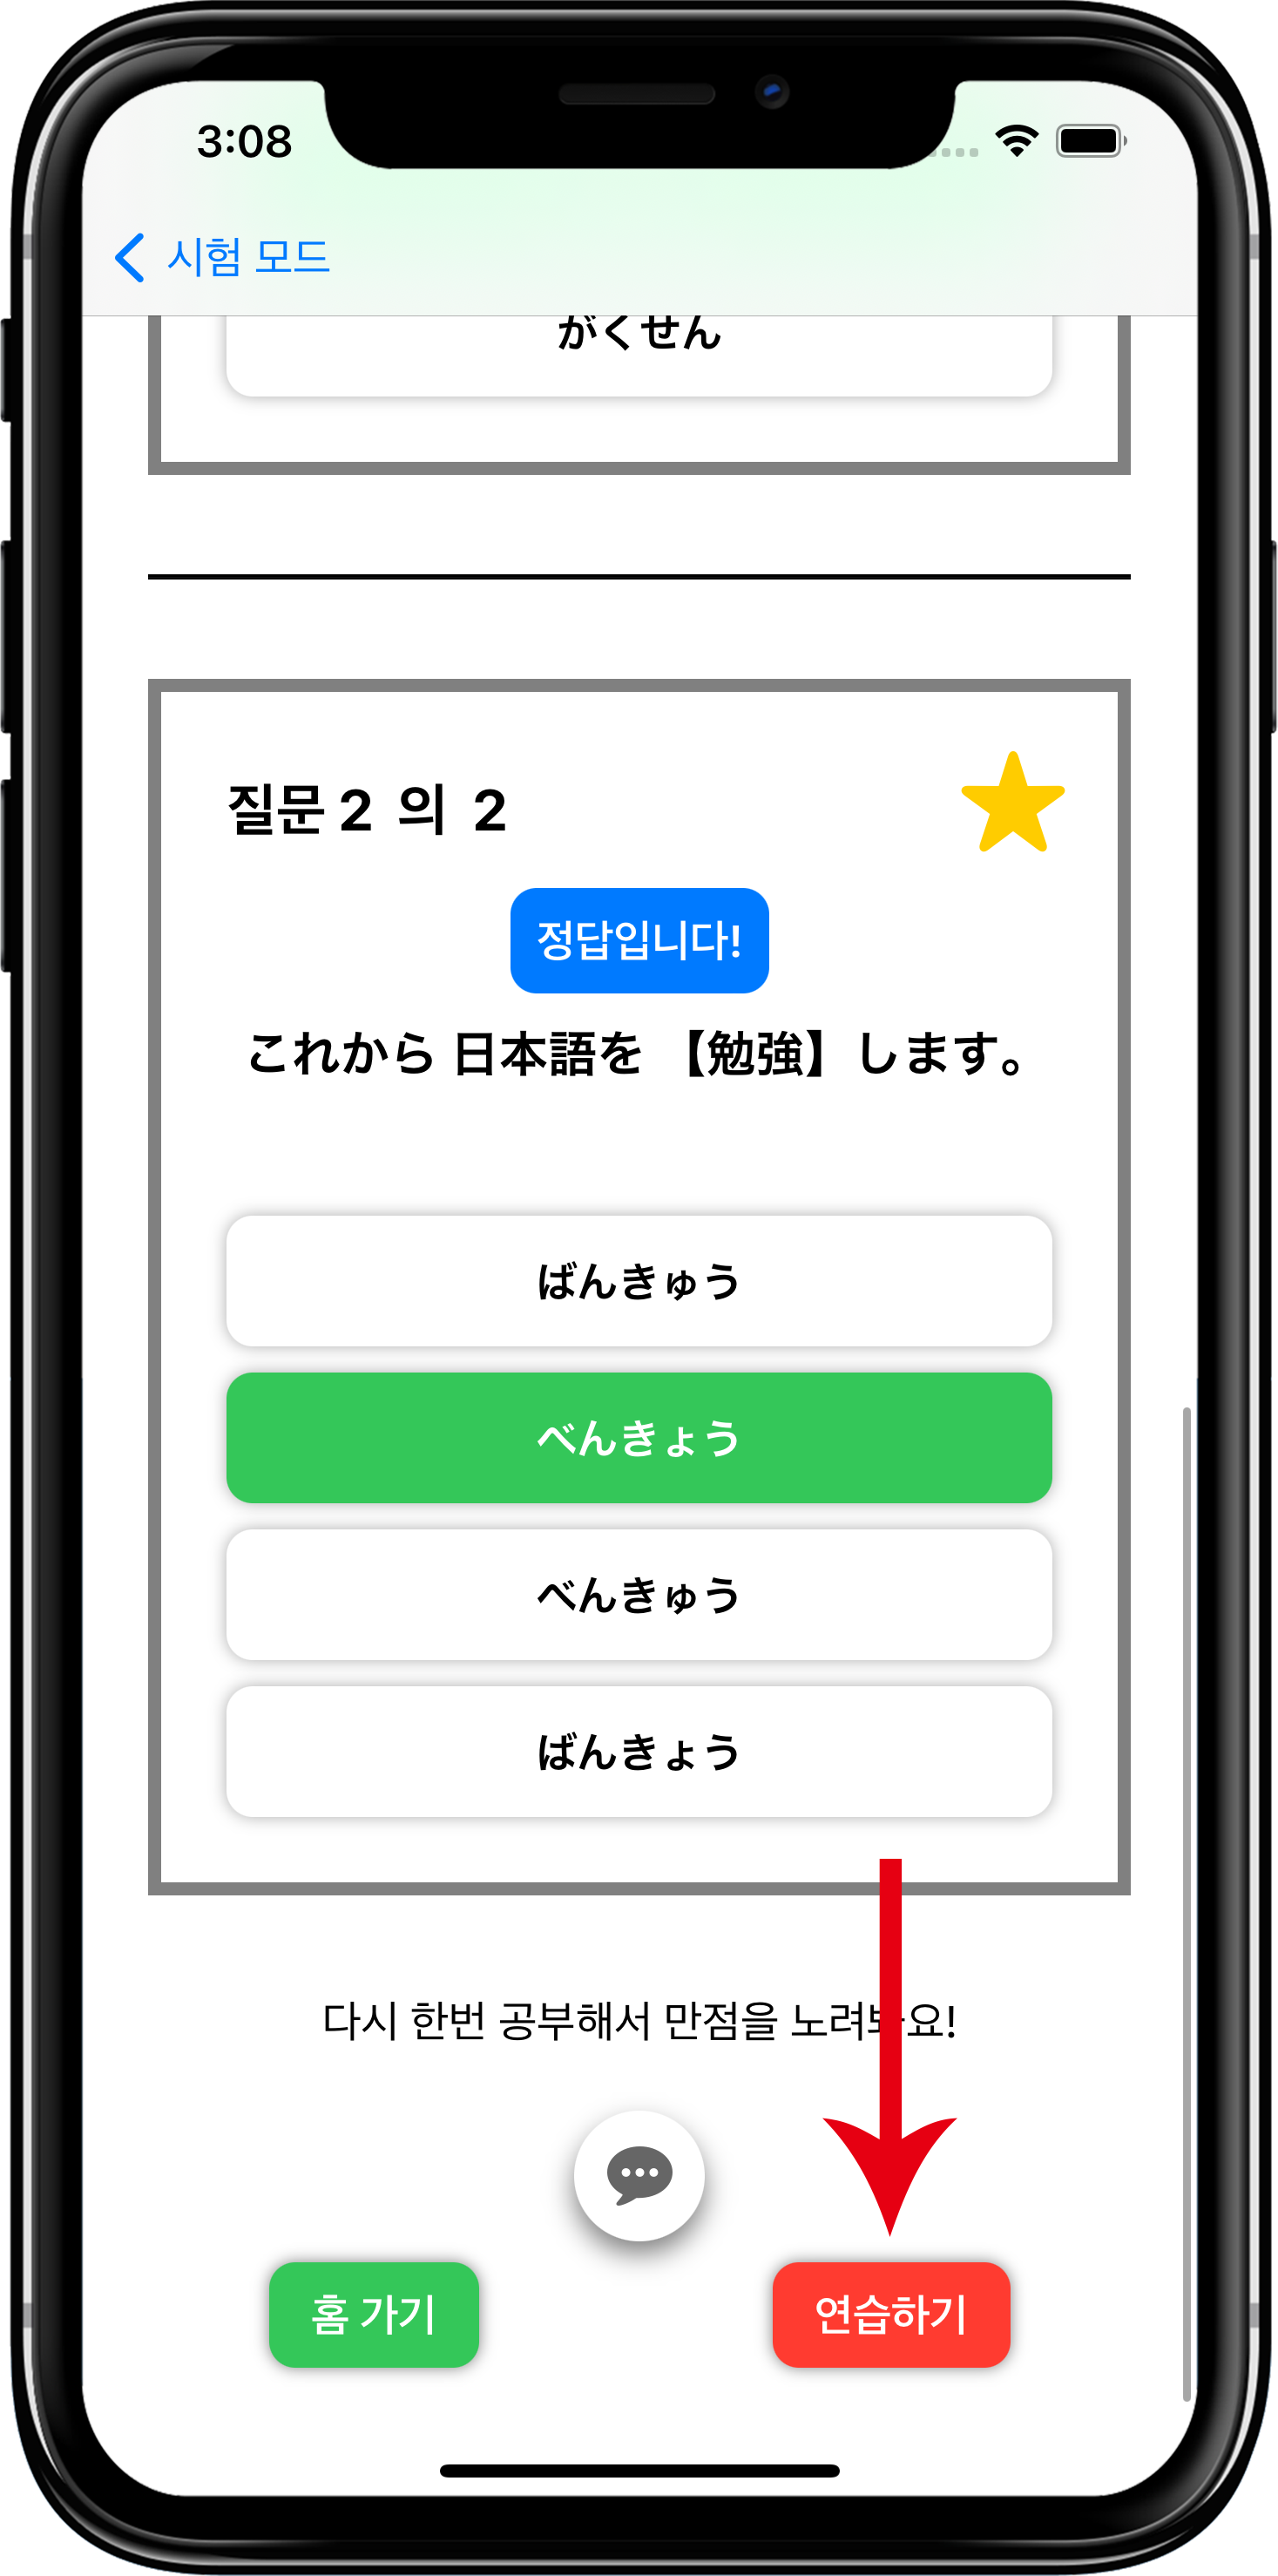 3:08
시험 모드
がくせん
질문 2 의 2
정답입니다!
これから 日本語を 【勉強】します。
ばんきゅう
べんきょう
べんきゅう
ばんきょう
다시 한번 공부해서 만점을 노려봐요!
홈 가기
연습하기